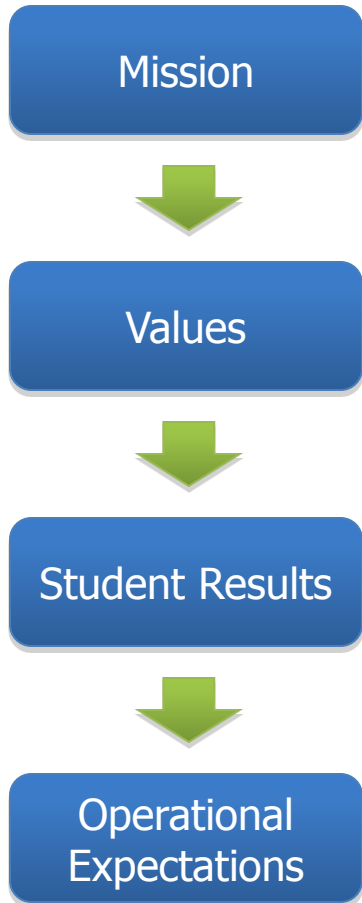 Mission
Values
Student Results
Operational
Expectations